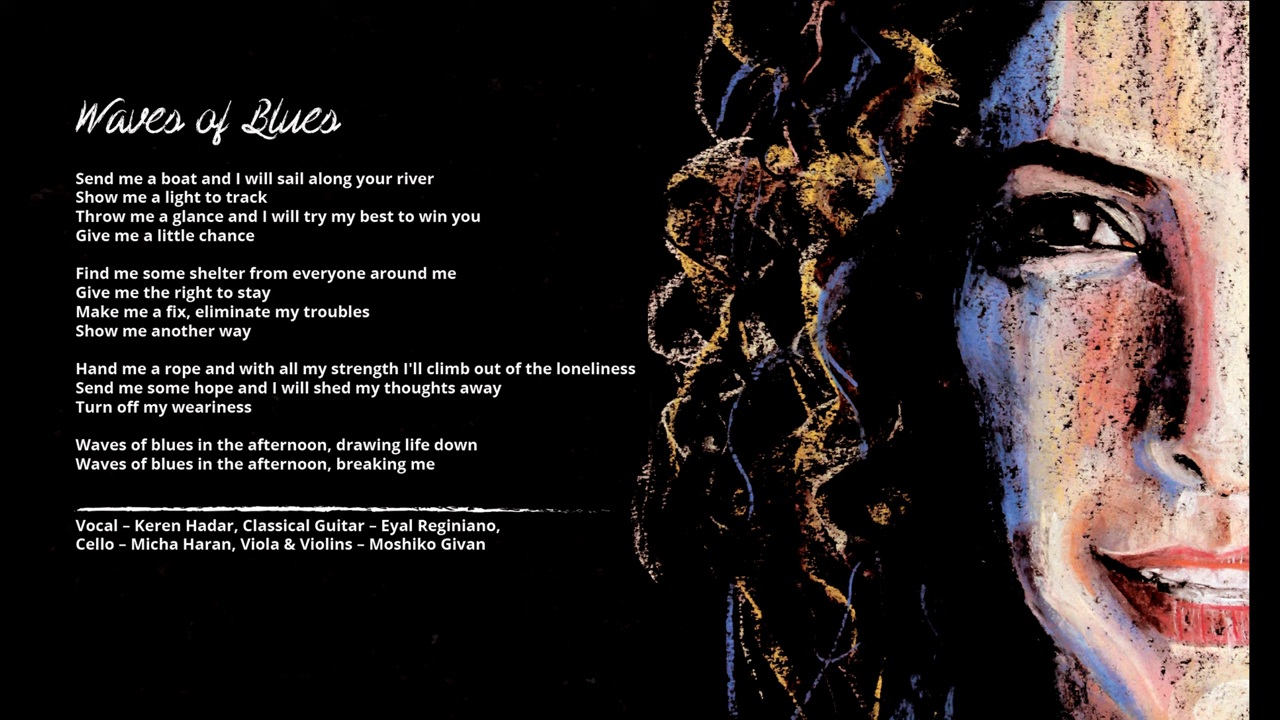 Waves of Blues
Send me a boat and I will sail along your river
Show me a light to track
Throw me a glance and I will try my best to win you
Give me a little chance
Find me some shelter from everyone around me
Give me the right to stay
Make me a fix, eliminate my troubles
Show me another way
Hand me a rope and with all my strength I'll climb out of the loneliness
Send me some hope and I will shed my thoughts away
Turn off my weariness
Waves of blues in the afternoon, drawing life down
Waves of blues in the afternoon, breaking me
Vocal – Keren Hadar, Classical Guitar – Eyal Reginiano,
Cello – Micha Haran, Viola & Violins – Moshiko Givan